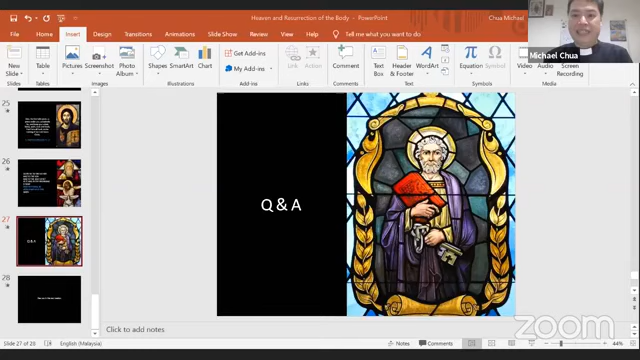 Heaven and Resurrection of the Body - PowerPoint
Chua Micheel
File
Home
Insert
Design
Transitions
Animations
Slide Show
Review
View
Help
Foxit PDF
Tell me what you want to do
New Slide
Table
Pictures
Screenshot
Photo Album
Shapes
SmartArt
Chart
Get Add-ins
My Add-ins
Comment
Text Box
Header & Footer
WordArt
Equation
Symbol
Video
Audio
Screen Recording
Slides
Tables
Images
Illustrations
Add-ins
Links
Comments
Text
Symbols
Michael Chua
25
26
27
Q & A
28
Q & A
Click to add notes
Slide 27 of 28
English (Malaysia)
Notes
Comments
44%
zoom